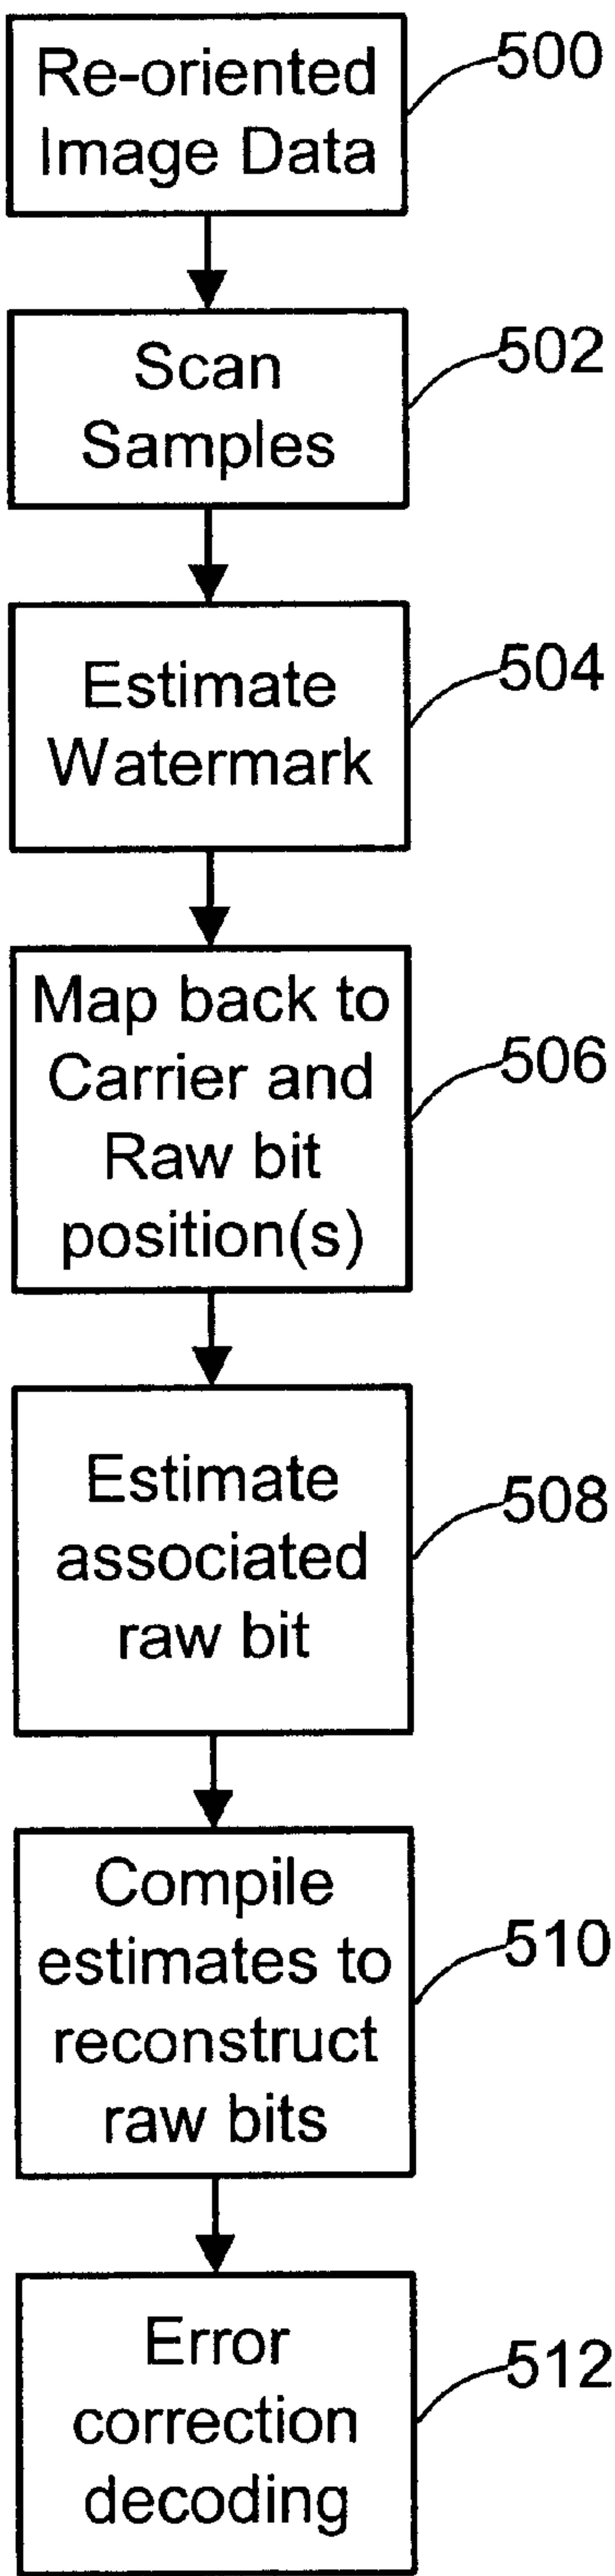 Re-oriented
Image Data
500
Scan
Samples
502
Estimate
Watermark
504
Map back to
Carrier and
Raw bit
position(s)
506
Estimate
associated
raw bit
508
Compile
estimates to
reconstruct
raw bits
510
Error
correction
decoding
512